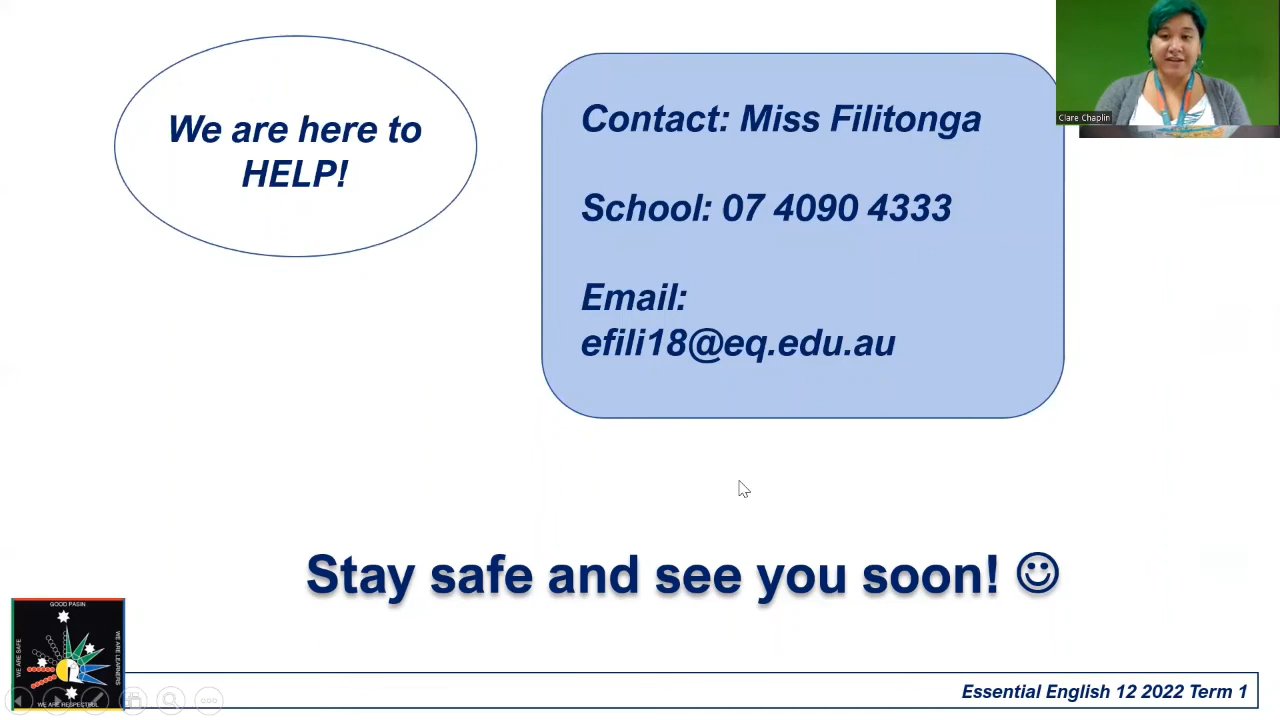 We are here to
HELP!
Contact: Miss Filitonga
School: 07 4090 4333
Email:
efili18@eq.edu.au
Clare Chaplin
Stay safe and see you soon! ☺
GOOD PASIN
WE ARE SAFE
WE ARE LEARNERS
WE ARE RESPECTFUL
Essential English 12 2022 Term 1